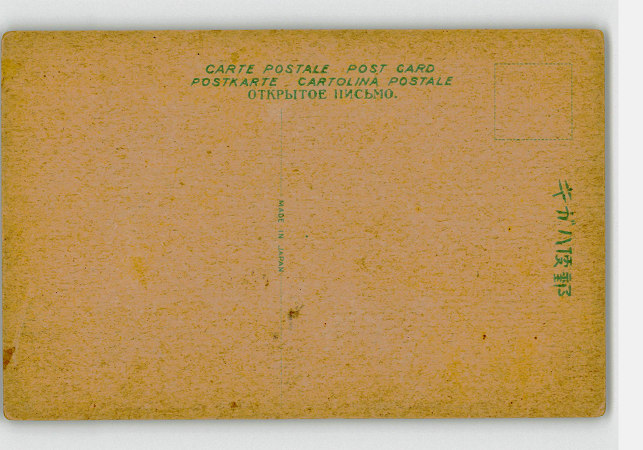 CARTE POSTALE POST CARD
POSTKARTE CARTOLINA POSTALE
ОТКРЫТОЕ ПИСЬМО.
MADE IN JAPAN
キガハ便郵